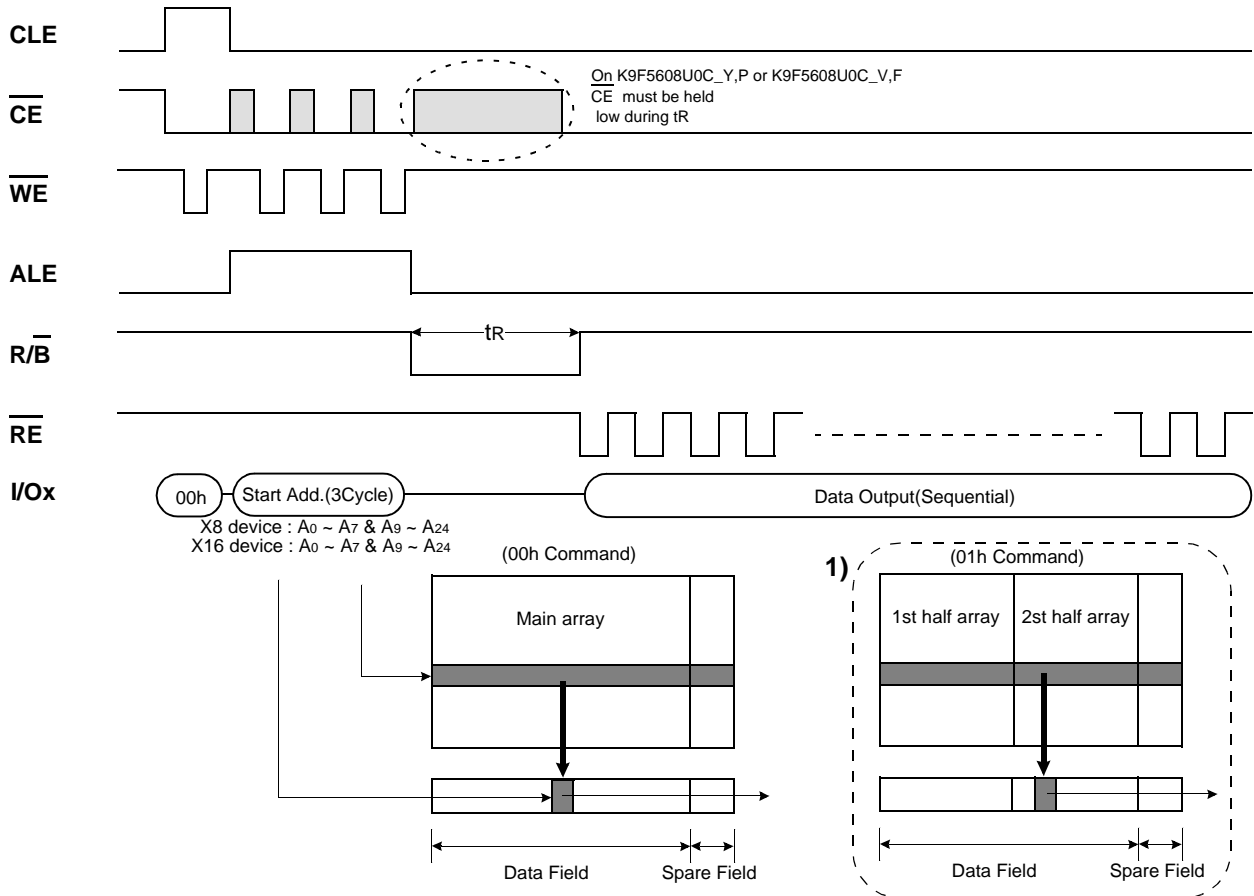 CLE
CE
On K9F5608U0C_Y,P or K9F5608U0C_V,F
CE must be held
low during tR
WE
ALE
R/B
tR
RE
I/Ox
00h
Start Add.(3Cycle)
Data Output(Sequential)
X8 device : A0 ~ A7 & A9 ~ A24
X16 device : A0 ~ A7 & A9 ~ A24
(00h Command)
1)
(01h Command)
Main array
1st half array
2st half array
Data Field
Spare Field
Data Field
Spare Field